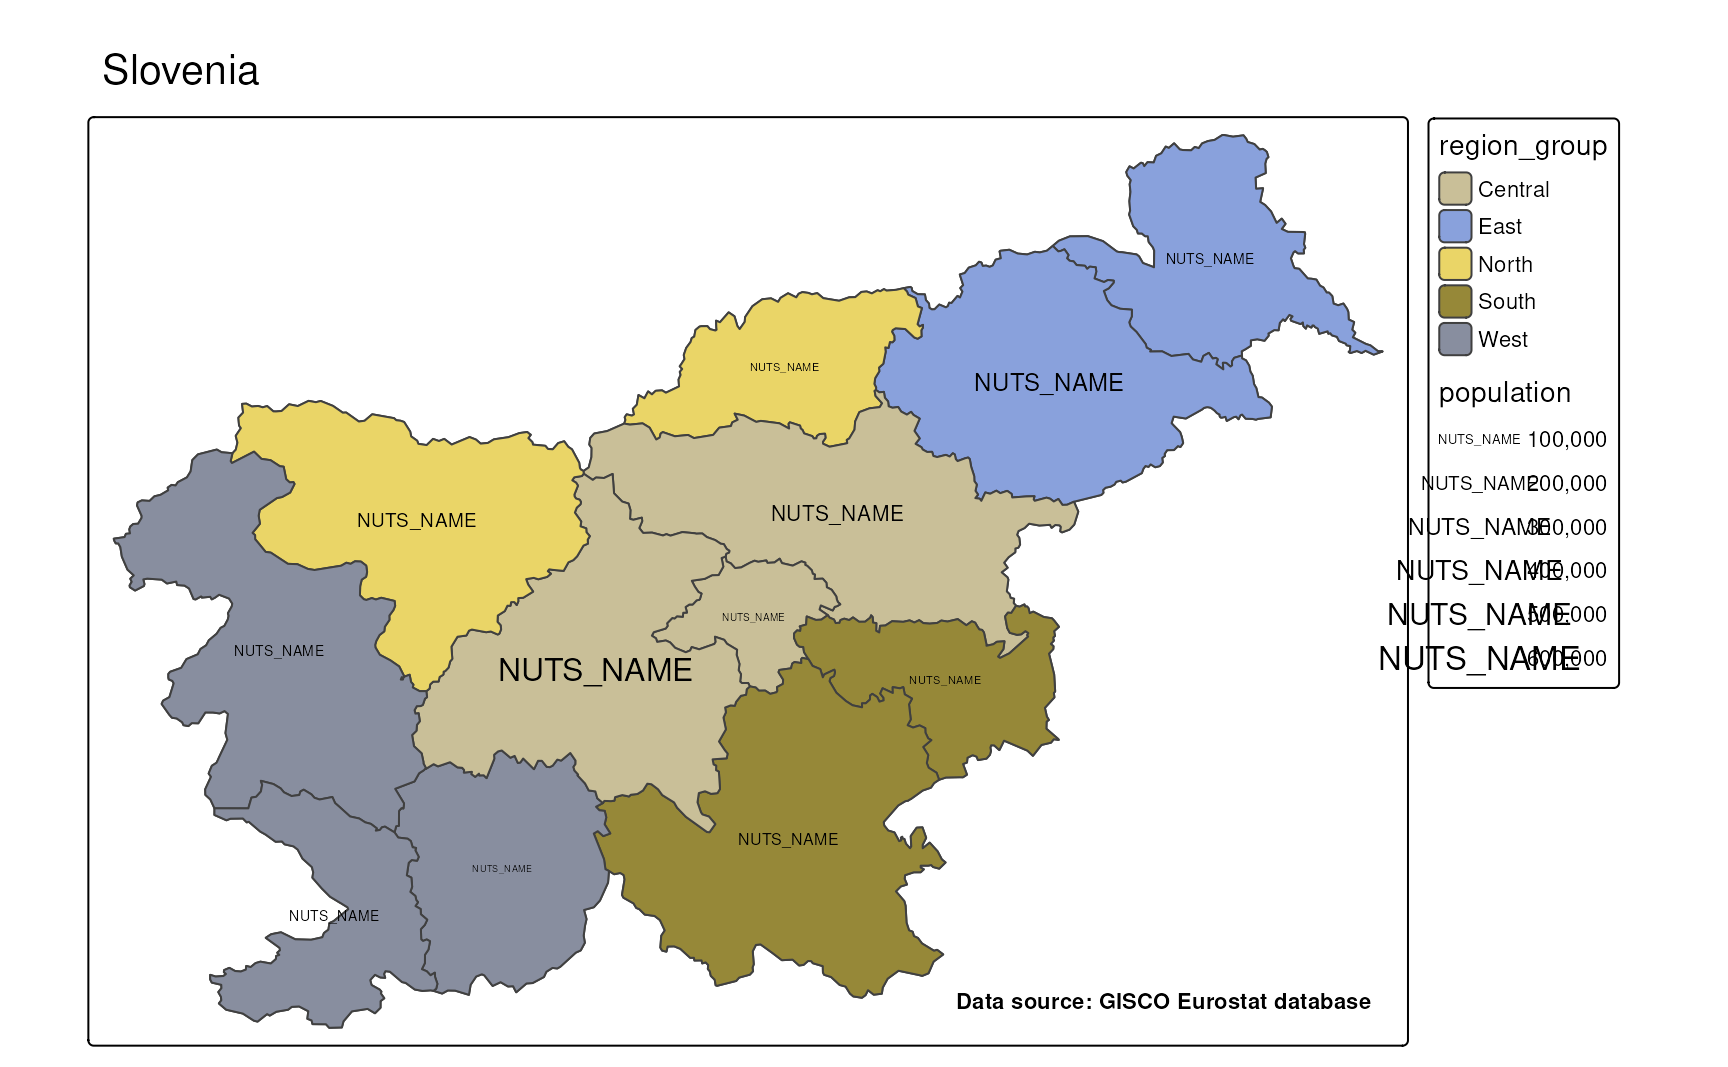 Slovenia
NUTS_NAME
NUTS_NAME
NUTS_NAME
NUTS_NAME
NUTS_NAME
NUTS_NAME
NUTS_NAME
NUTS_NAME
NUTS_NAME
NUTS_NAME
NUTS_NAME
NUTS_NAME
Data source: GISCO Eurostat database
region_group
Central
East
North
South
West
population
NUTS_NAME 100,000
NUTS_NAME 200,000
NUTS_NAME 300,000
NUTS_NAME 400,000
NUTS_NAME 500,000
NUTS_NAME 600,000